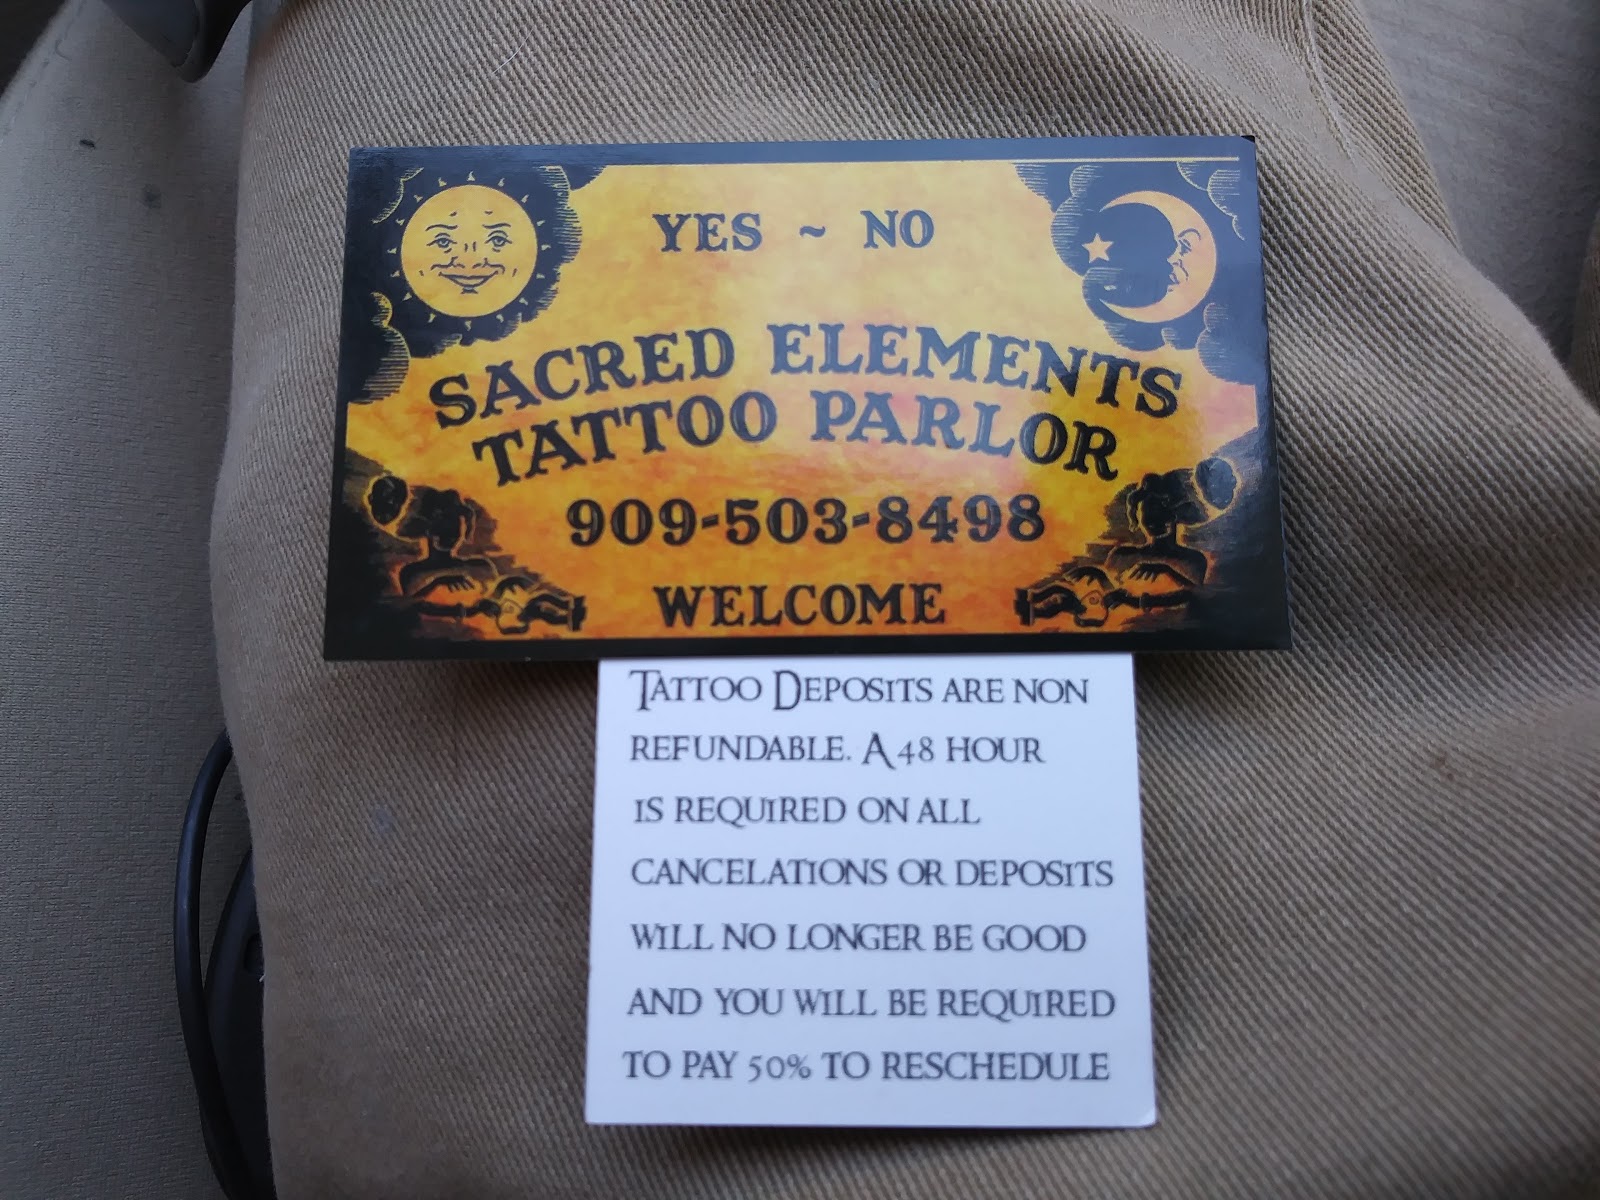 YES ~ NO
SACRED ELEMENTS
TATTOO PARLOR
909-503-8498
WELCOME
TATTOO DEPOSITS ARE NON
REFUNDABLE. A 48 HOUR
IS REQUIRED ON ALL
CANCELATIONS OR DEPOSITS
WILL NO LONGER BE GOOD
AND YOU WILL BE REQUIRED
TO PAY 50% TO RESCHEDULE